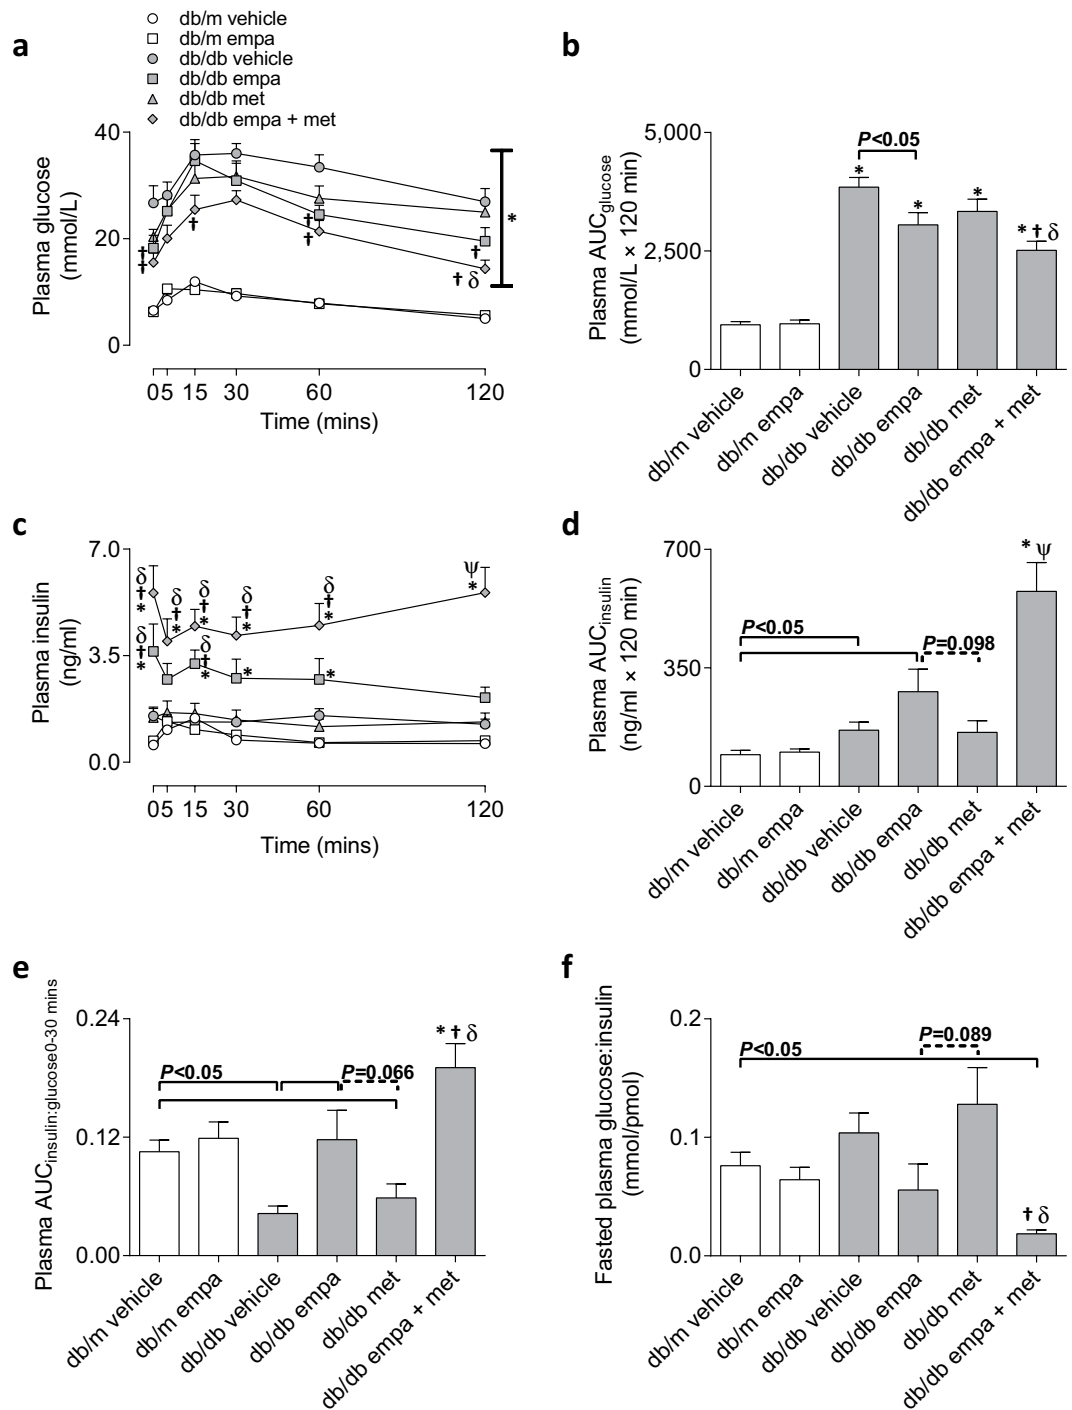 a
db/m vehicle
db/m empa
db/db vehicle
db/db empa
db/db met
db/db empa + met
Plasma glucose
(mmol/L)
40
20
0
†
†
†
†
†
†
† δ
*
0 5 15 30 60 120
Time (mins)
b
Plasma AUCglucose
(mmol/L × 120 min)
5,000
2,500
0
P<0.05
*
*
*
* † δ
db/m vehicle
db/m empa
db/db vehicle
db/db empa
db/db met
db/db empa + met
c
Plasma insulin
(ng/ml)
7.0
3.5
0.0
δ
†
*
δ
†
*
δ
†
*
δ
†
*
δ
†
*
ψ
*
δ
†
*
δ
†
*
*
*
0 5 15 30 60 120
Time (mins)
d
Plasma AUCinsulin
(ng/ml × 120 min)
700
350
0
P<0.05
P=0.098
* ψ
db/m vehicle
db/m empa
db/db vehicle
db/db empa
db/db met
db/db empa + met
e
Plasma AUCinsulin:glucose0-30 mins
0.24
0.12
0.00
P<0.05
P=0.066
* † δ
db/m vehicle
db/m empa
db/db vehicle
db/db empa
db/db met
db/db empa + met
f
Fasted plasma glucose:insulin
(mmol/pmol)
0.2
0.1
0.0
P<0.05
P=0.089
† δ
db/m vehicle
db/m empa
db/db vehicle
db/db empa
db/db met
db/db empa + met